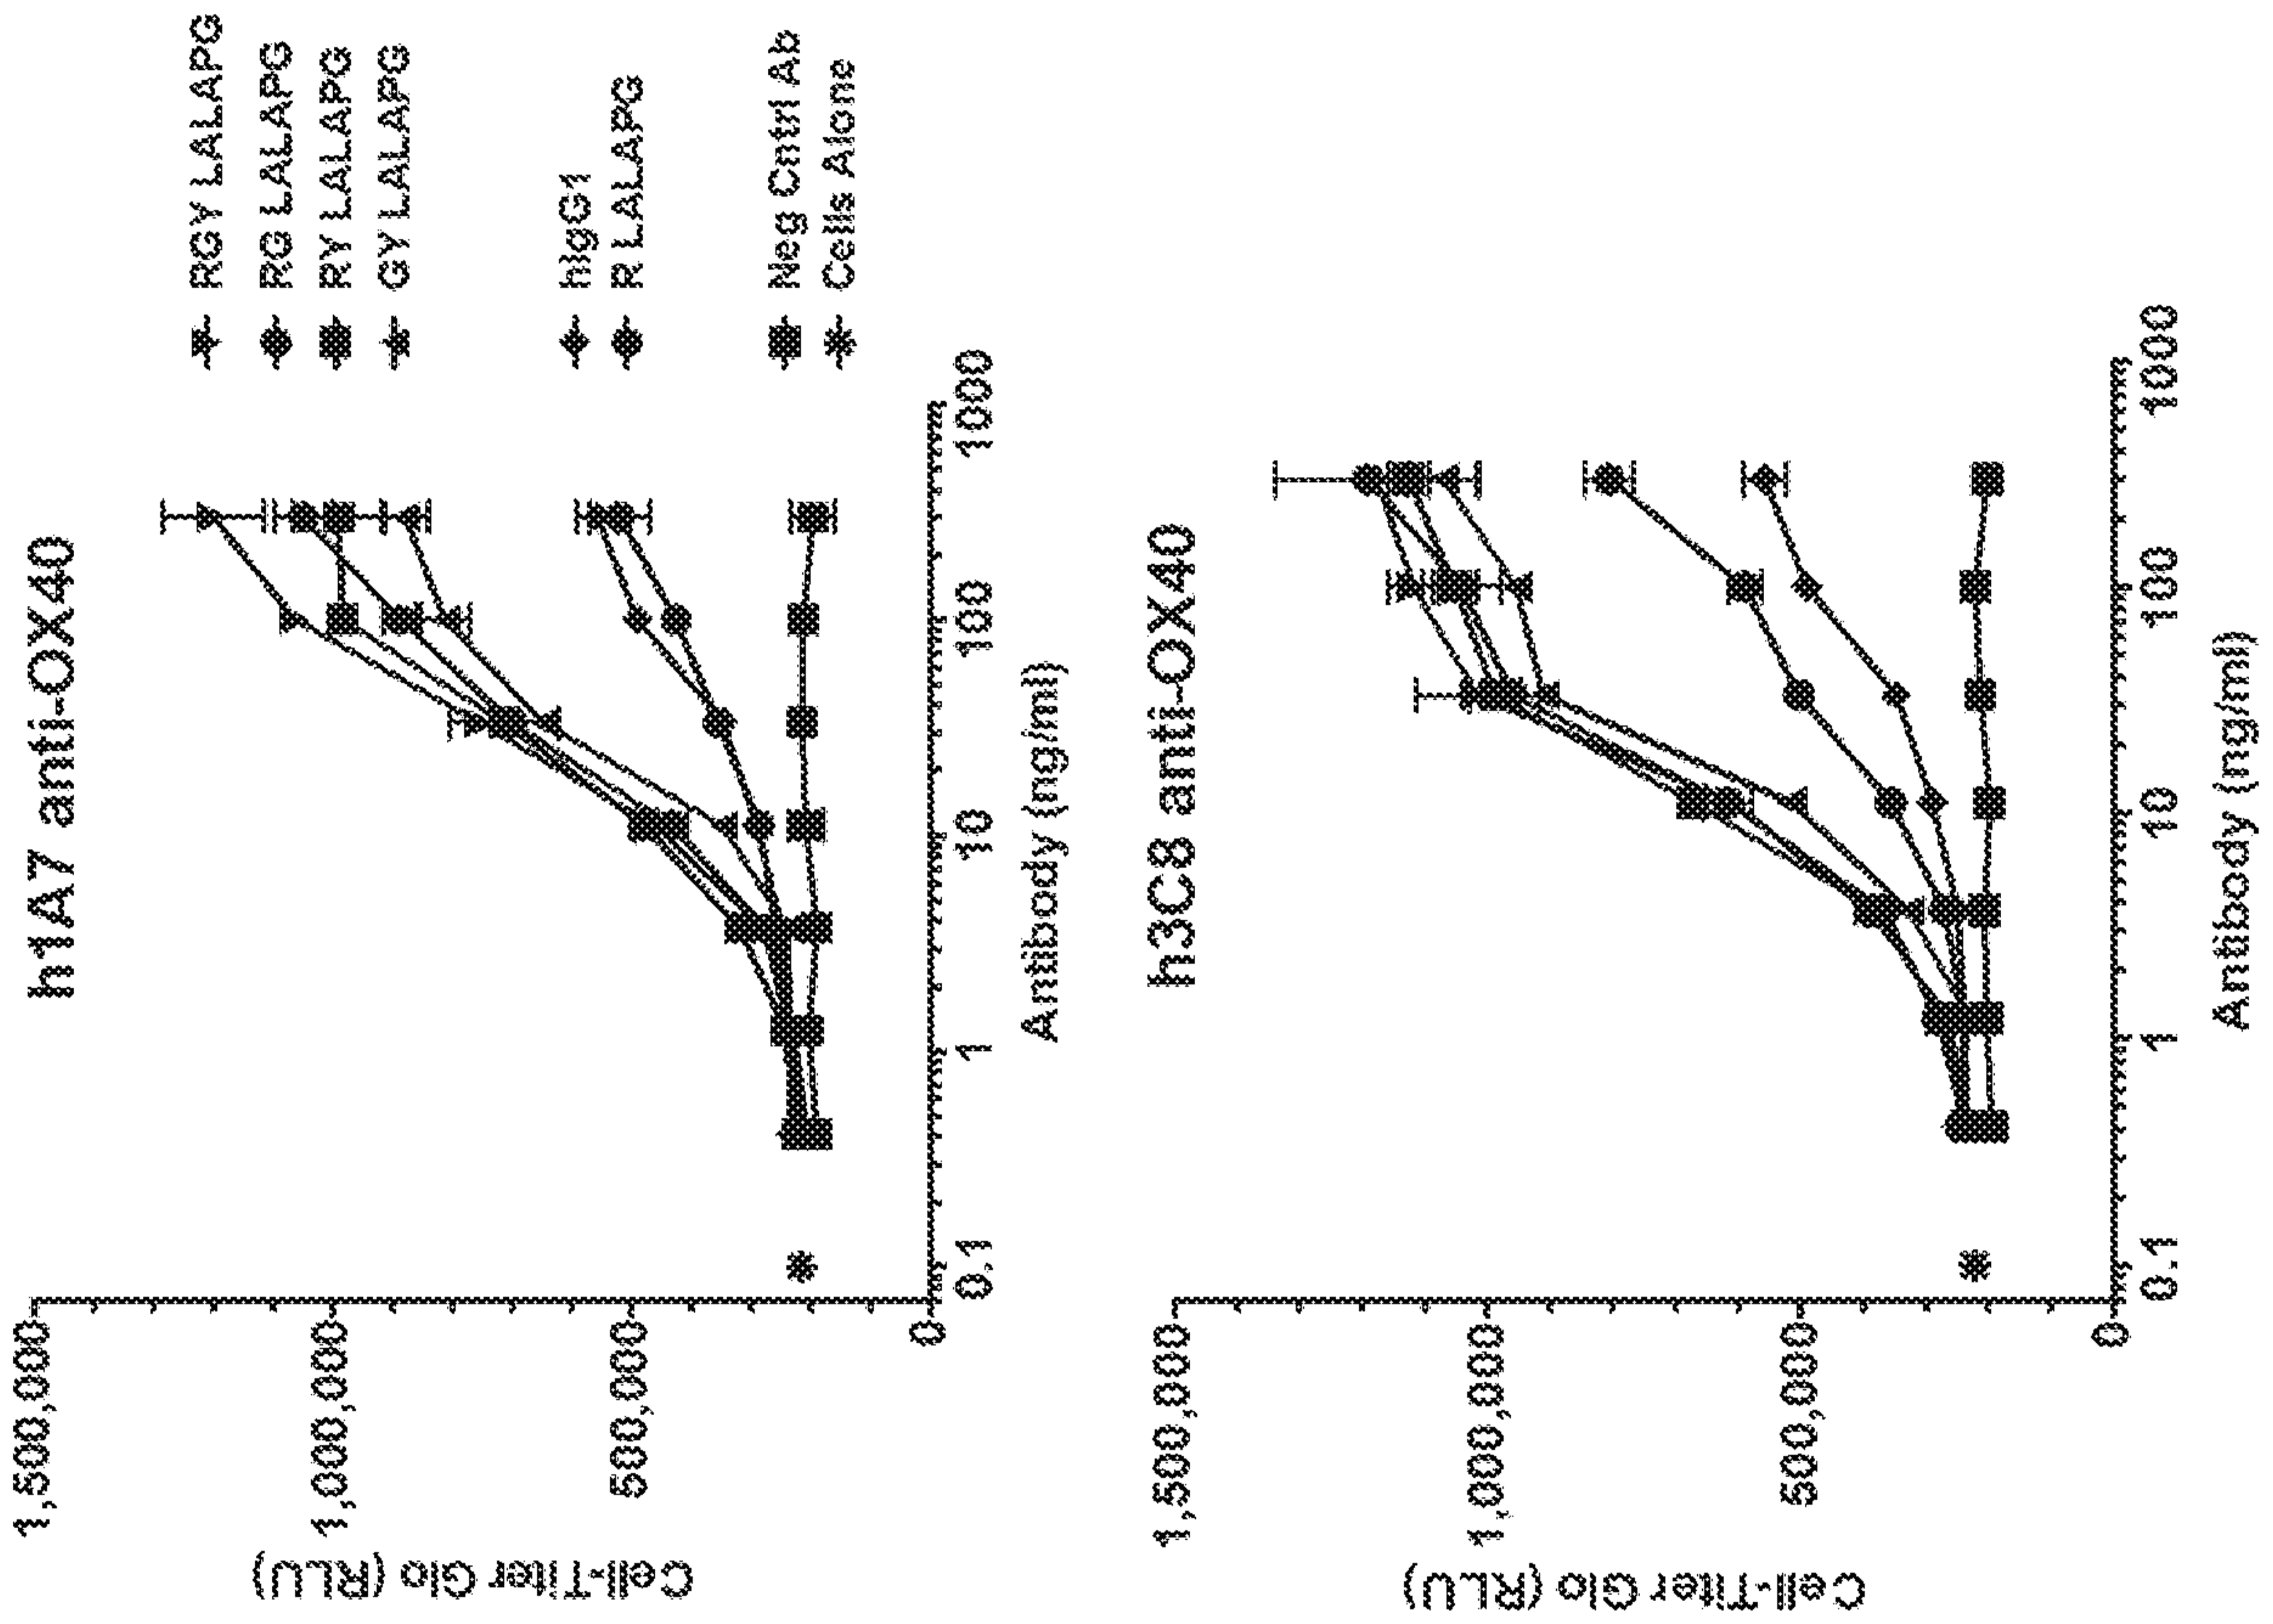 h1A7 anti-OX40
Cell-Titer Glo (RLU)
1,500,000
1,000,000
500,000
0
0.1
1
10
100
1000
Antibody (ng/ml)
RGY LALAPG
RG LALAPG
RY LALAPG
GY LALAPG
hIgG1
R LALAPG
Neg Cntrl Ab
Cells Alone
h3C8 anti-OX40
Cell-Titer Glo (RLU)
1,500,000
1,000,000
500,000
0
0.1
1
10
100
1000
Antibody (ng/ml)